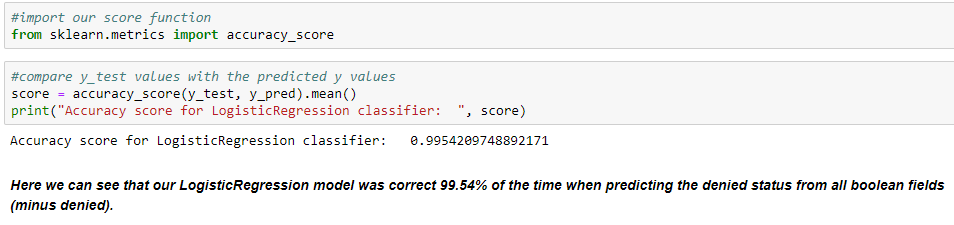 #import our score function
from sklearn.metrics import accuracy_score
#compare y_test values with the predicted y values
score = accuracy_score(y_test, y_pred).mean()
print("Accuracy score for LogisticRegression classifier:  ", score)
Accuracy score for LogisticRegression classifier:   0.9954209748892171
Here we can see that our LogisticRegression model was correct 99.54% of the time when predicting the denied status from all boolean fields
(minus denied).